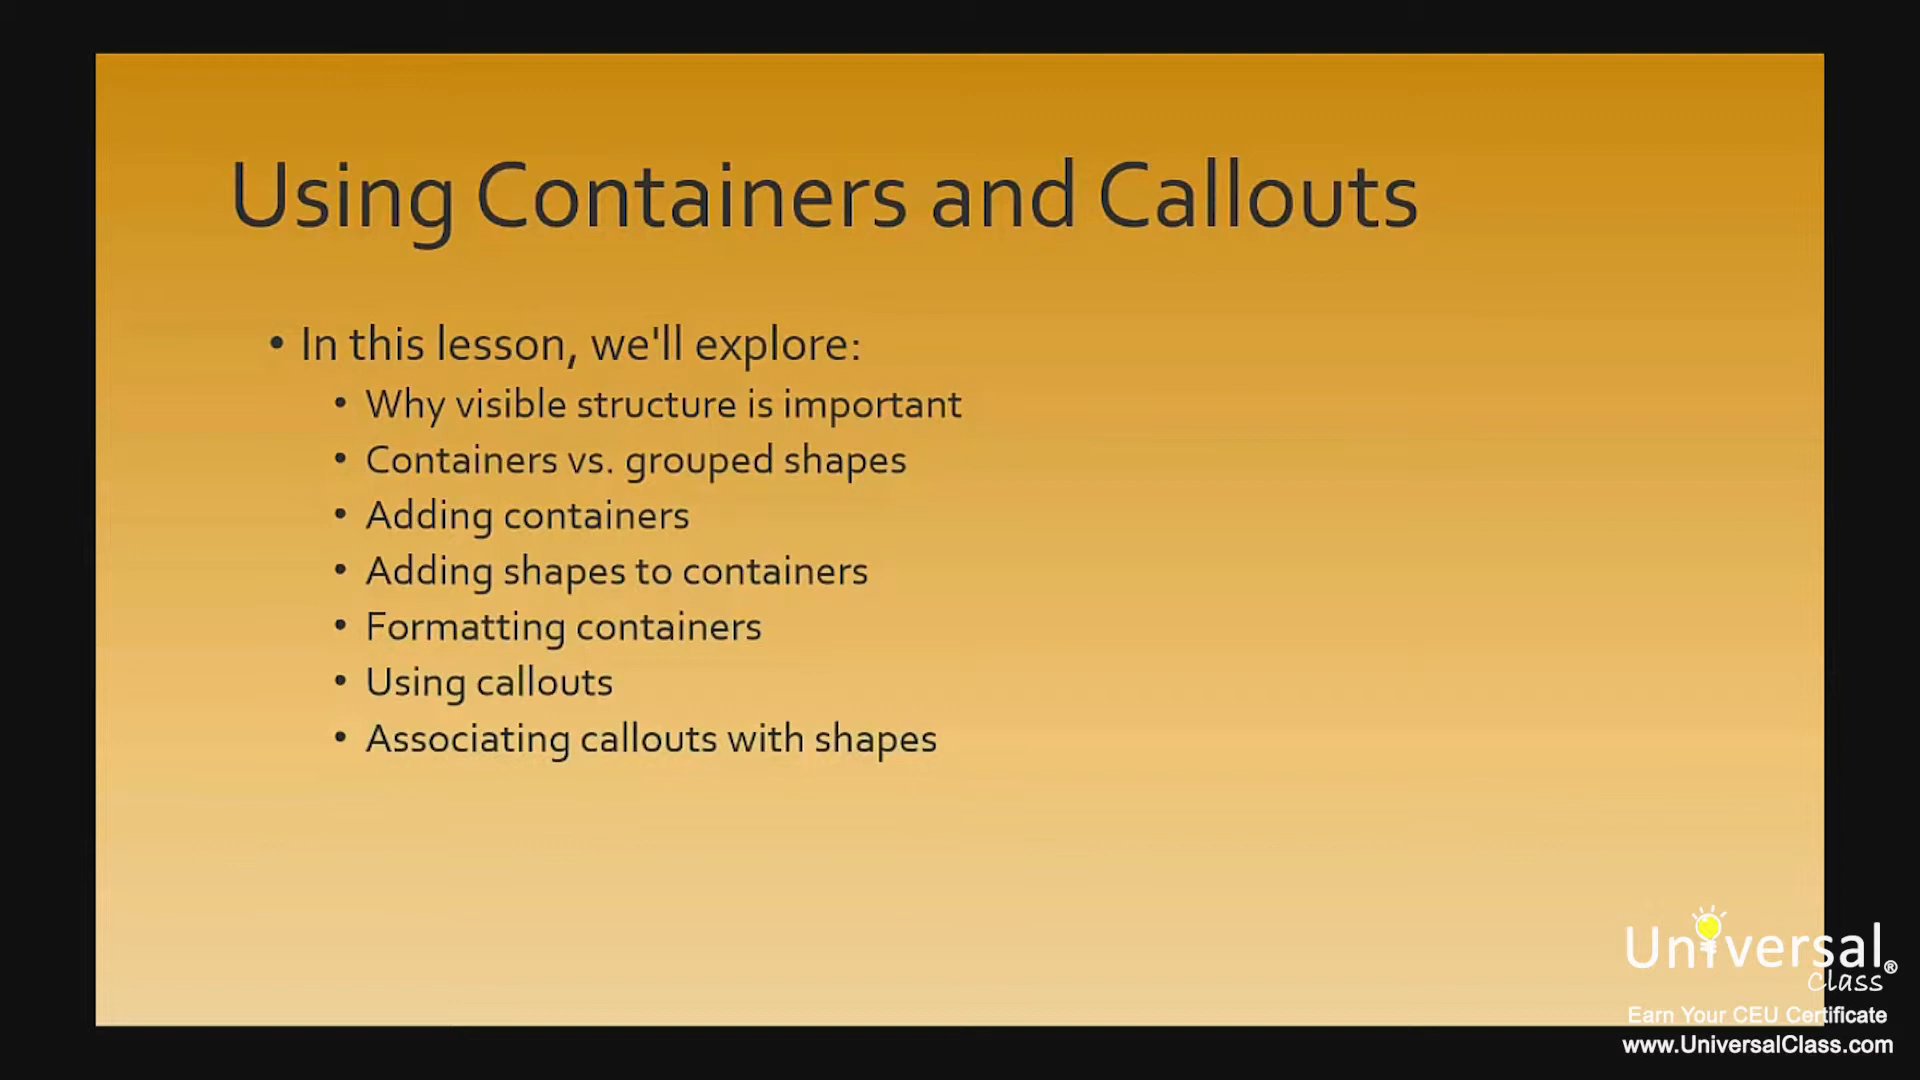 Using Containers and Callouts
• In this lesson, we'll explore:
• Why visible structure is important
• Containers vs. grouped shapes
• Adding containers
• Adding shapes to containers
• Formatting containers
• Using callouts
• Associating callouts with shapes
Universal®
Class
Earn Your CEU Certificate
www.UniversalClass.com